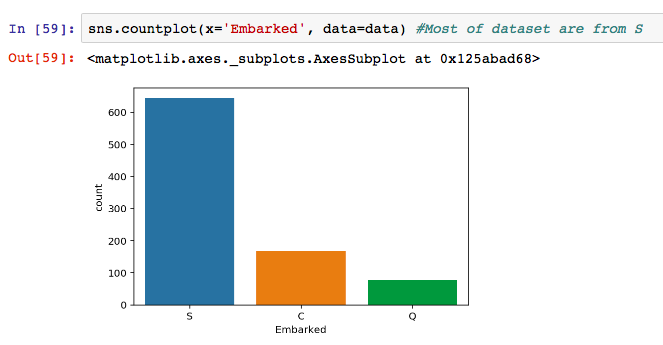 In [59]: sns.countplot(x='Embarked', data=data) #Most of dataset are from S
Out[59]: <matplotlib.axes._subplots.AxesSubplot at 0x125abad68>
600
500
400
300
200
100
0
count
S C Q
Embarked